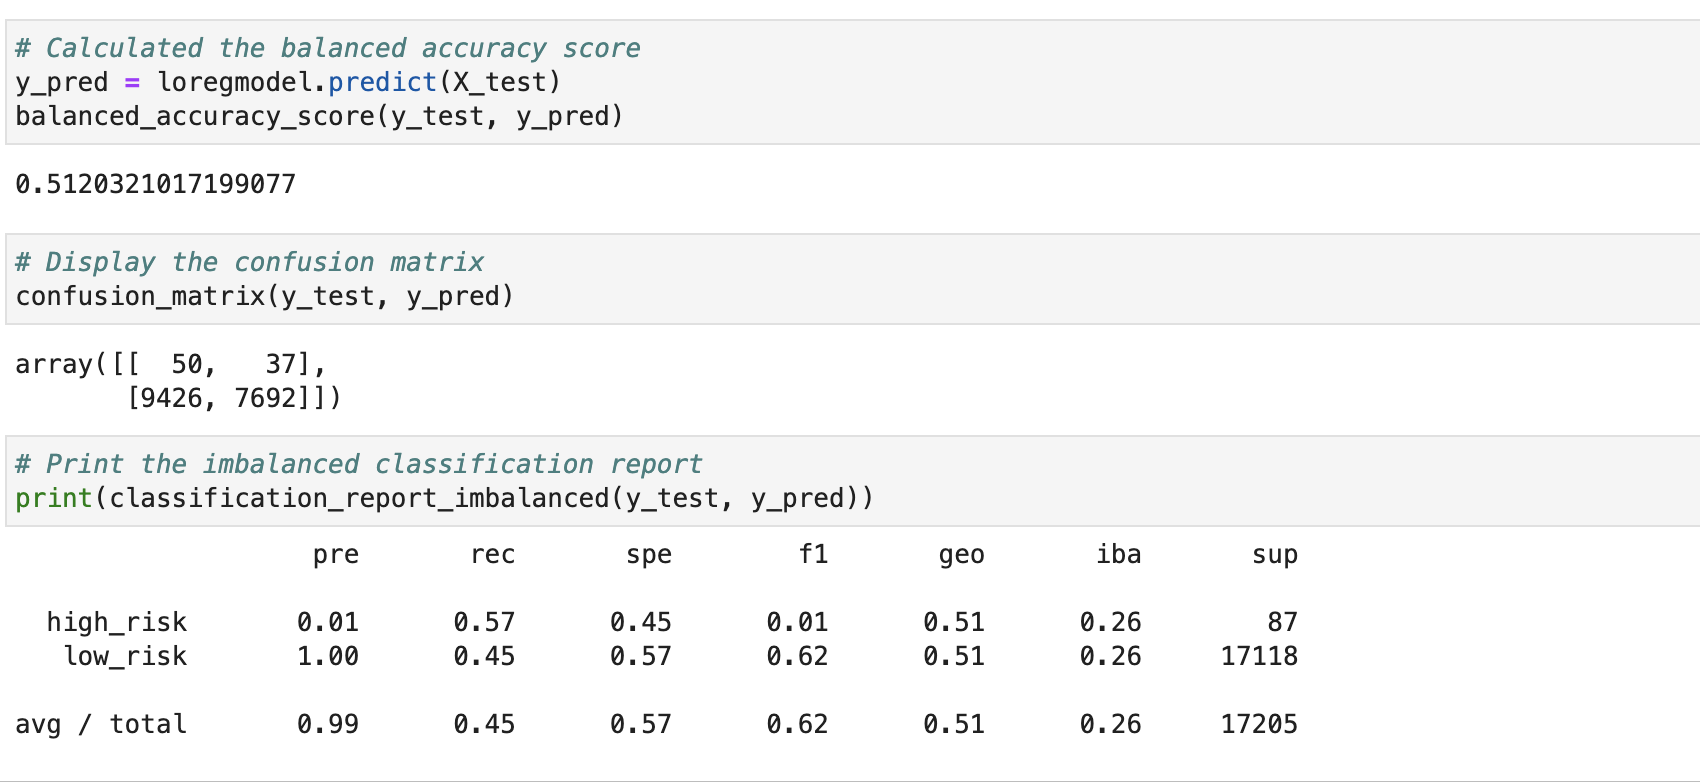 # Calculated the balanced accuracy score
y_pred = loregmodel.predict(X_test)
balanced_accuracy_score(y_test, y_pred)
0.5120321017199077
# Display the confusion matrix
confusion_matrix(y_test, y_pred)
array([[  50,   37],
       [9426, 7692]])
# Print the imbalanced classification report
print(classification_report_imbalanced(y_test, y_pred))
pre rec spe f1 geo iba sup
high_risk 0.01 0.57 0.45 0.01 0.51 0.26 87
low_risk 1.00 0.45 0.57 0.62 0.51 0.26 17118
avg / total 0.99 0.45 0.57 0.62 0.51 0.26 17205